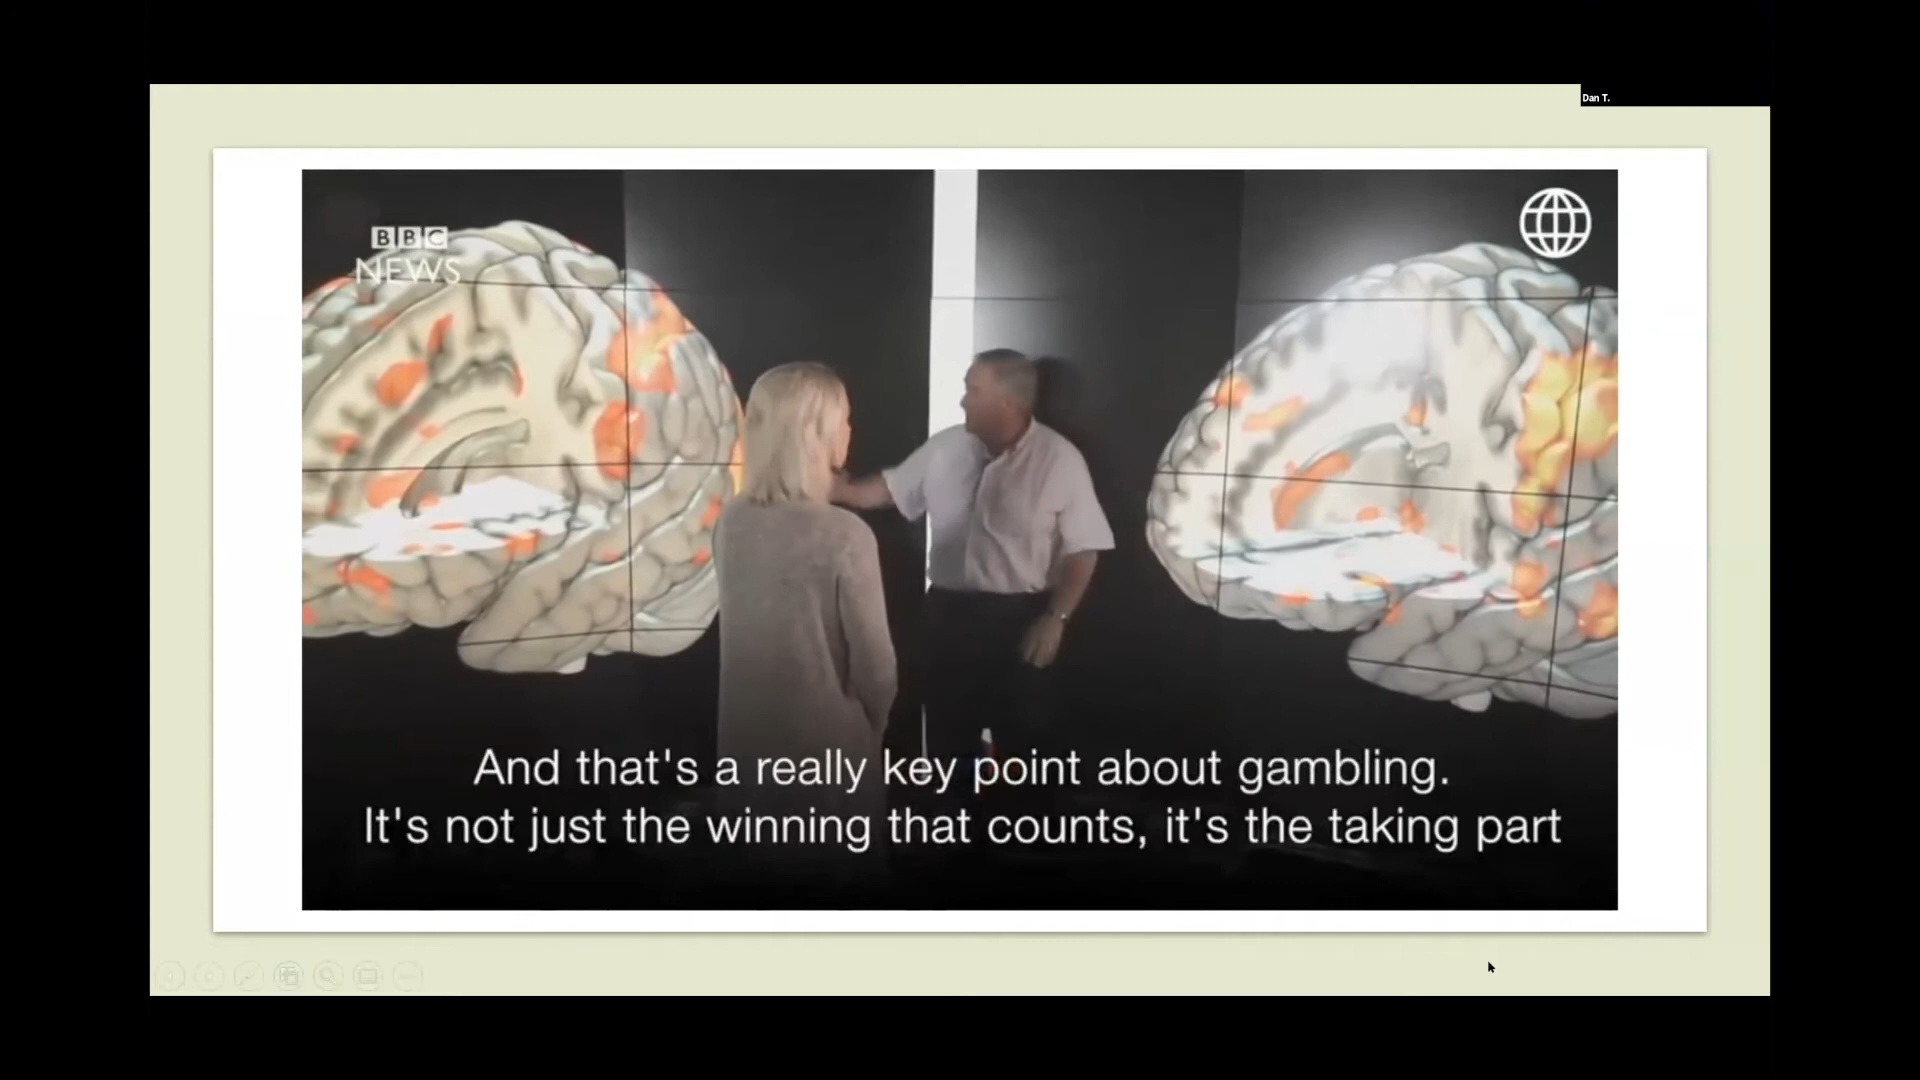 Dan T.
BBC
NEWS
And that's a really key point about gambling.
It's not just the winning that counts, it's the taking part